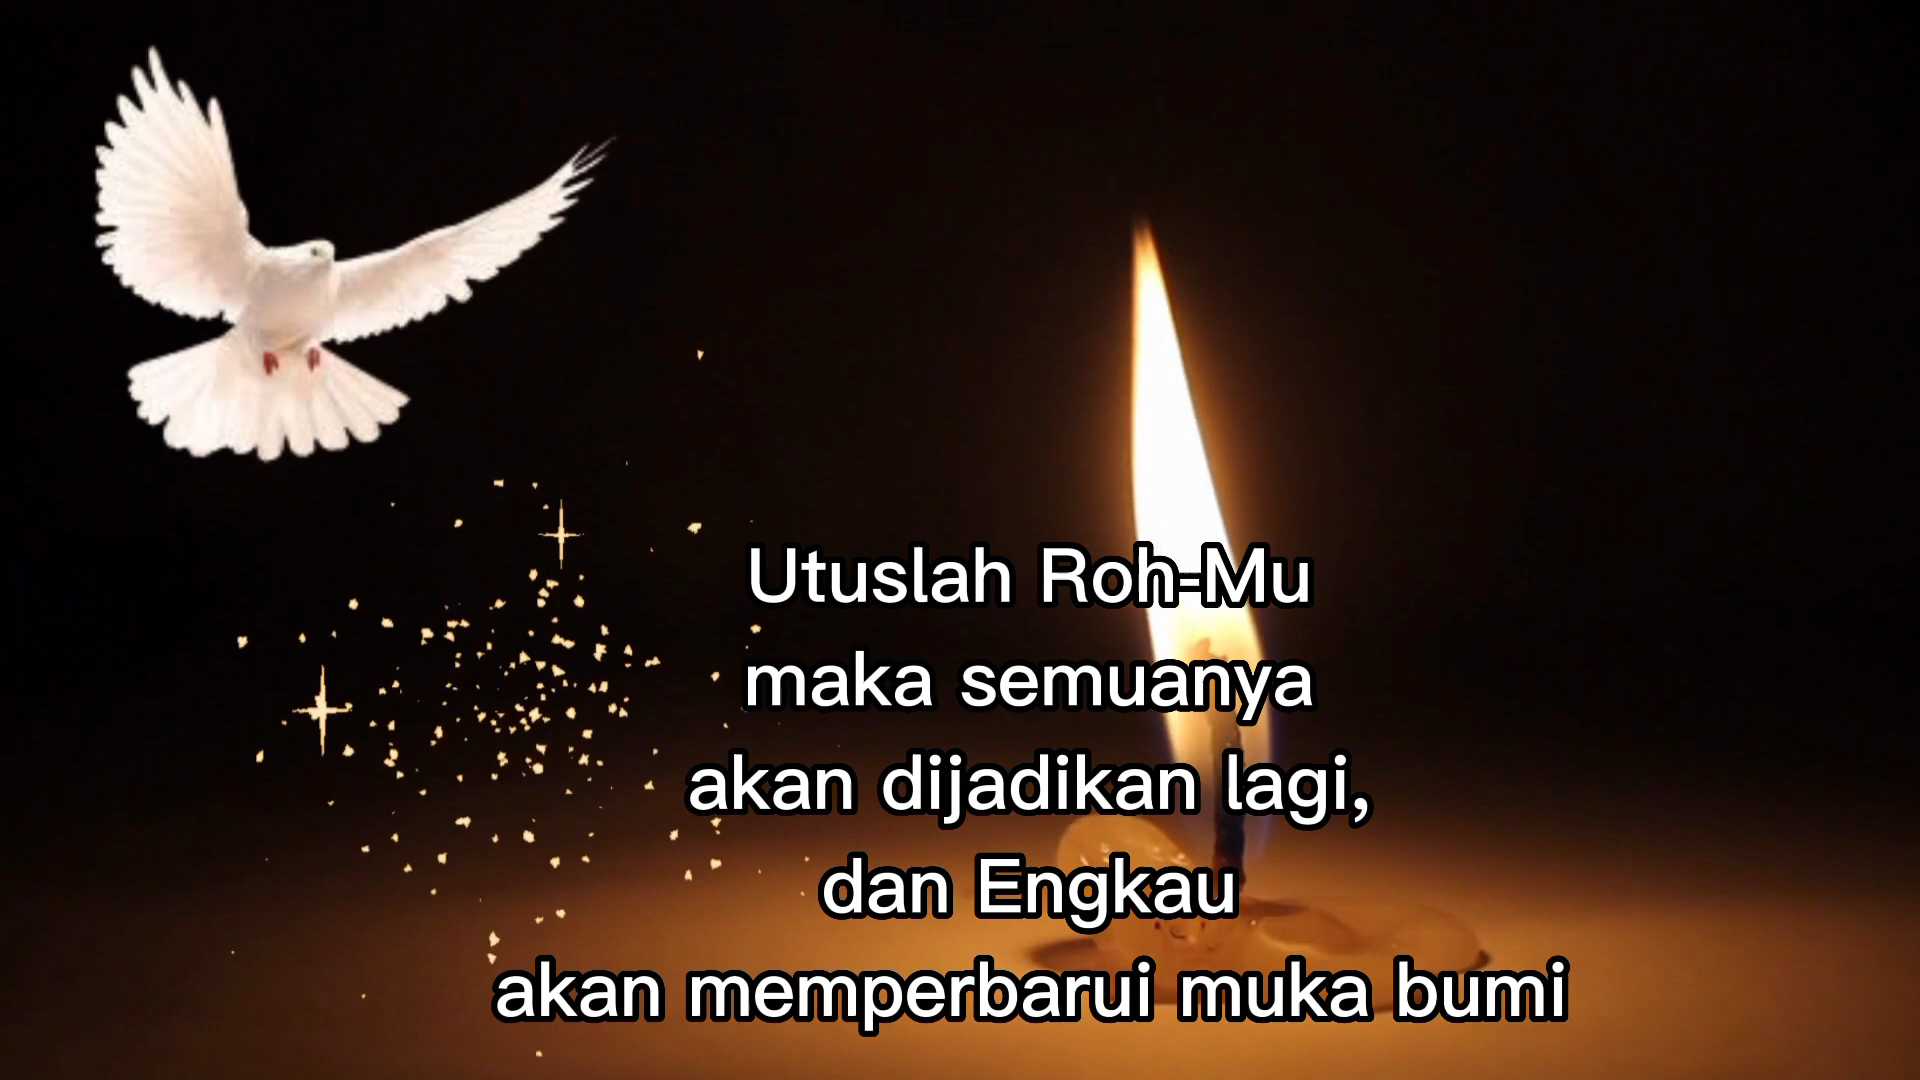 Utuslah Roh-Mu
maka semuanya
akan dijadikan lagi,
dan Engkau
akan memperbarui muka bumi